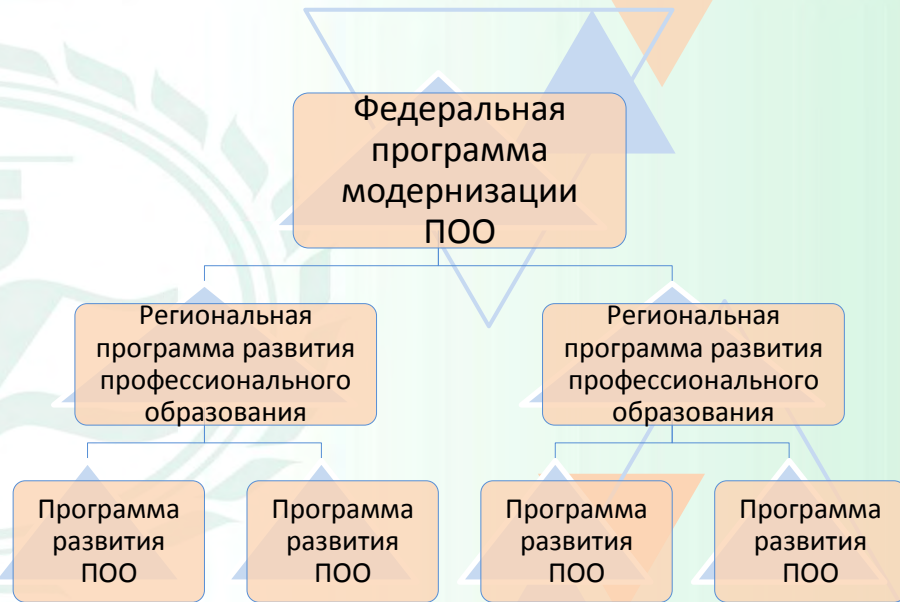 Федеральная
программа
модернизации
ПОО
Региональная
программа развития
профессионального
образования
Региональная
программа развития
профессионального
образования
Программа
развития
ПОО
Программа
развития
ПОО
Программа
развития
ПОО
Программа
развития
ПОО